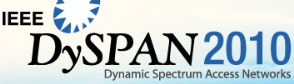 IEEE
DySPAN 2010
Dynamic Spectrum Access Networks